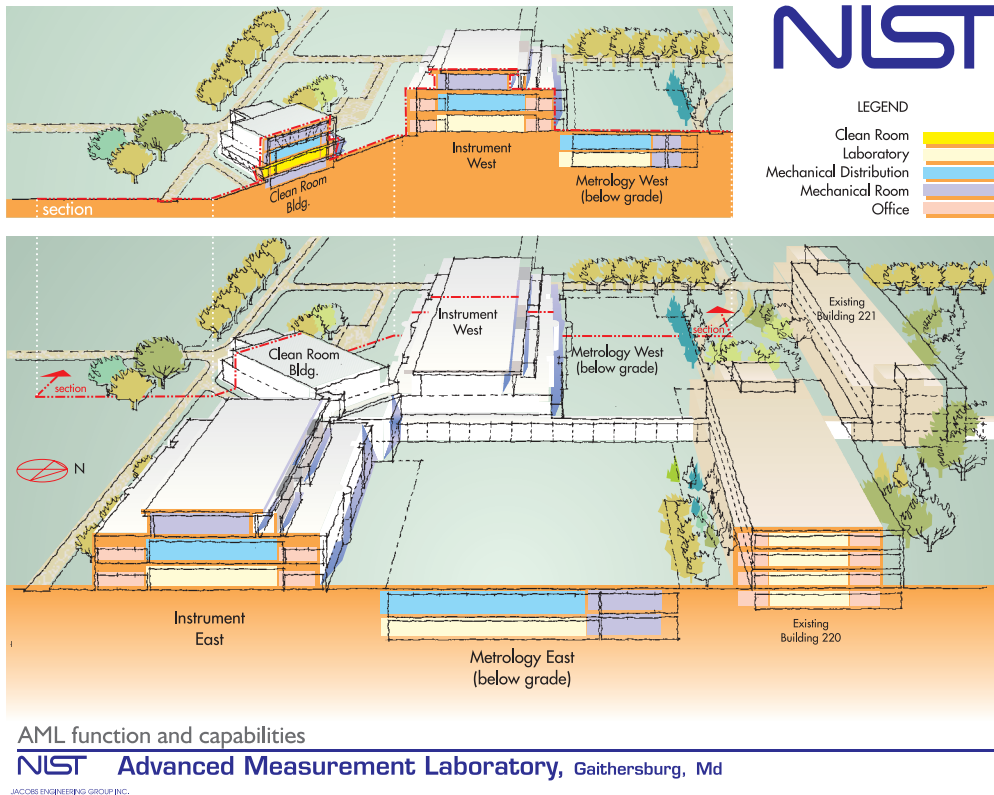 NIST
LEGEND
Clean Room
Laboratory
Mechanical Distribution
Mechanical Room
Office
Instrument
West
Metrology West
(below grade)
Clean Room
Bldg.
section
Instrument
West
Existing
Building 221
section
Clean Room
Bldg.
Metrology West
(below grade)
section
N
Instrument
East
Metrology East
(below grade)
Existing
Building 220
AML function and capabilities
NIST Advanced Measurement Laboratory, Gaithersburg, Md
JACOBS ENGINEERING GROUP INC.